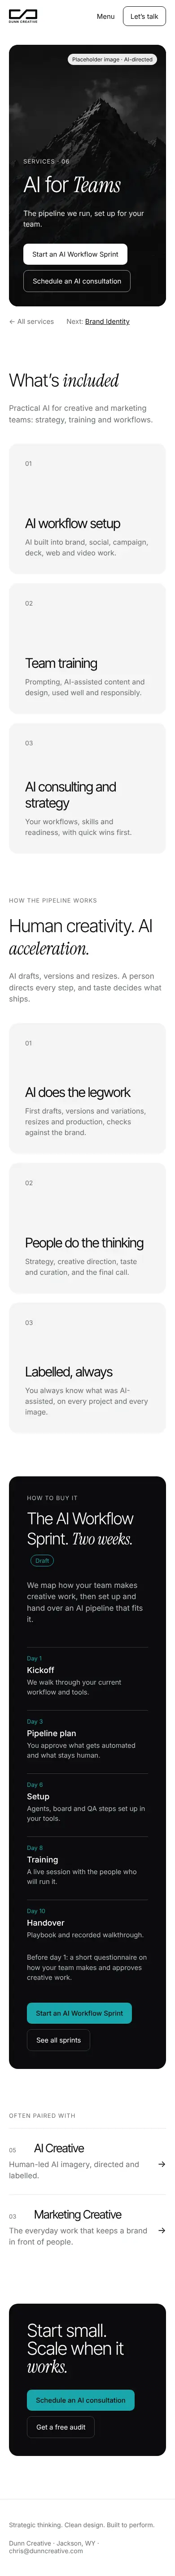 DUNN CREATIVE
Menu
Let's talk
Placeholder image · AI-directed
SERVICES 06
AI for Teams
The pipeline we run, set up for your
team.
Start an AI Workflow Sprint
Schedule an AI consultation
← All services
Next: Brand Identity
What's included
Practical AI for creative and marketing
teams: strategy, training and workflows.
01
AI workflow setup
AI built into brand, social, campaign,
deck, web and video work.
02
Team training
Prompting, AI-assisted content and
design, used well and responsibly.
03
AI consulting and
strategy
Your workflows, skills and
readiness, with quick wins first.
HOW THE PIPELINE WORKS
Human creativity. AI
acceleration.
AI drafts, versions and resizes. A person
directs every step, and taste decides what
ships.
01
AI does the legwork
First drafts, versions and variations,
resizes and production, checks
against the brand.
02
People do the thinking
Strategy, creative direction, taste
and curation, and the final call.
03
Labelled, always
You always know what was AI-
assisted, on every project and every
image.
HOW TO BUY IT
The AI Workflow
Sprint. Two weeks.
Draft
We map how your team makes
creative work, then set up and
hand over an AI pipeline that fits
it.
Day 1
Kickoff
We walk through your current
workflow and tools.
Day 3
Pipeline plan
You approve what gets automated
and what stays human.
Day 6
Setup
Agents, board and QA steps set up in
your tools.
Day 8
Training
A live session with the people who
will run it.
Day 10
Handover
Playbook and recorded walkthrough.
Before day 1: a short questionnaire on
how your team makes and approves
creative work.
Start an AI Workflow Sprint
See all sprints
OFTEN PAIRED WITH
05
AI Creative
Human-led AI imagery, directed and
labelled.
→
03
Marketing Creative
The everyday work that keeps a brand
in front of people.
→
Start small.
Scale when it
works.
Schedule an AI consultation
Get a free audit
Strategic thinking. Clean design. Built to perform.
Dunn Creative · Jackson, WY ·
chris@dunncreative.com